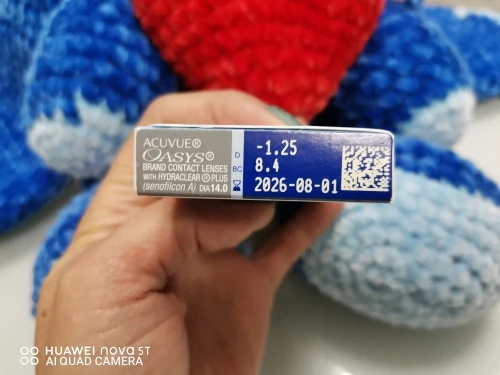 ACUVUE®
OASYS®
BRAND CONTACT LENSES
WITH HYDRACLEAR® PLUS
(senofilcon A) DIA 14.0
D -1.25
BC 8.4
2026-08-01
HUAWEI nova 5T
AI QUAD CAMERA